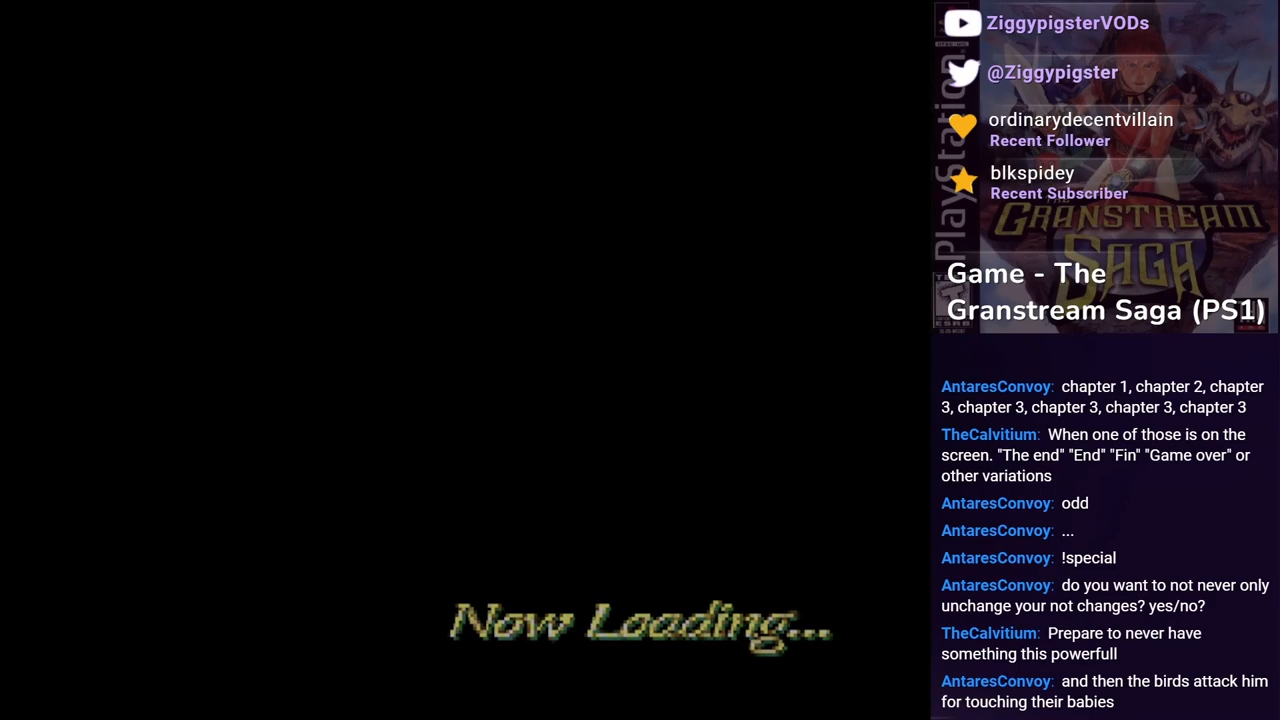 Now Loading...
ZiggypigsterVODs
@Ziggypigster
ordinarydecentvillain
Recent Follower
blkspidey
Recent Subscriber
PlayStation
THE
GRANSTREAM
SAGA
Game - The
Granstream Saga (PS1)
AntaresConvoy: chapter 1, chapter 2, chapter
3, chapter 3, chapter 3, chapter 3, chapter 3
TheCalvitium: When one of those is on the
screen. "The end" "End" "Fin" "Game over" or
other variations
AntaresConvoy: odd
AntaresConvoy: ...
AntaresConvoy: !special
AntaresConvoy: do you want to not never only
unchange your not changes? yes/no?
TheCalvitium: Prepare to never have
something this powerfull
AntaresConvoy: and then the birds attack him
for touching their babies